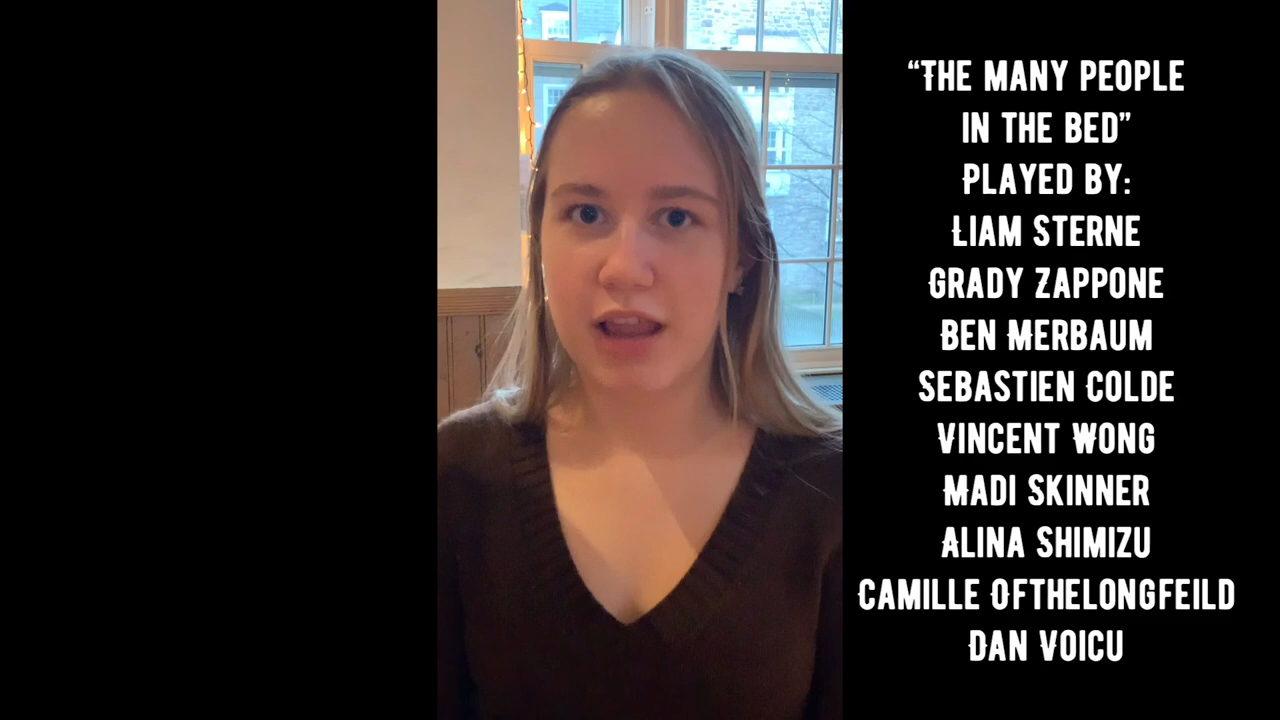 “The many people
in the bed”
Played by:
Liam Sterne
Grady Zappone
Ben Merbaum
Sebastien Colde
Vincent Wong
Madi Skinner
Alina Shimizu
Camille Ofthelongfeild
Dan Voicu